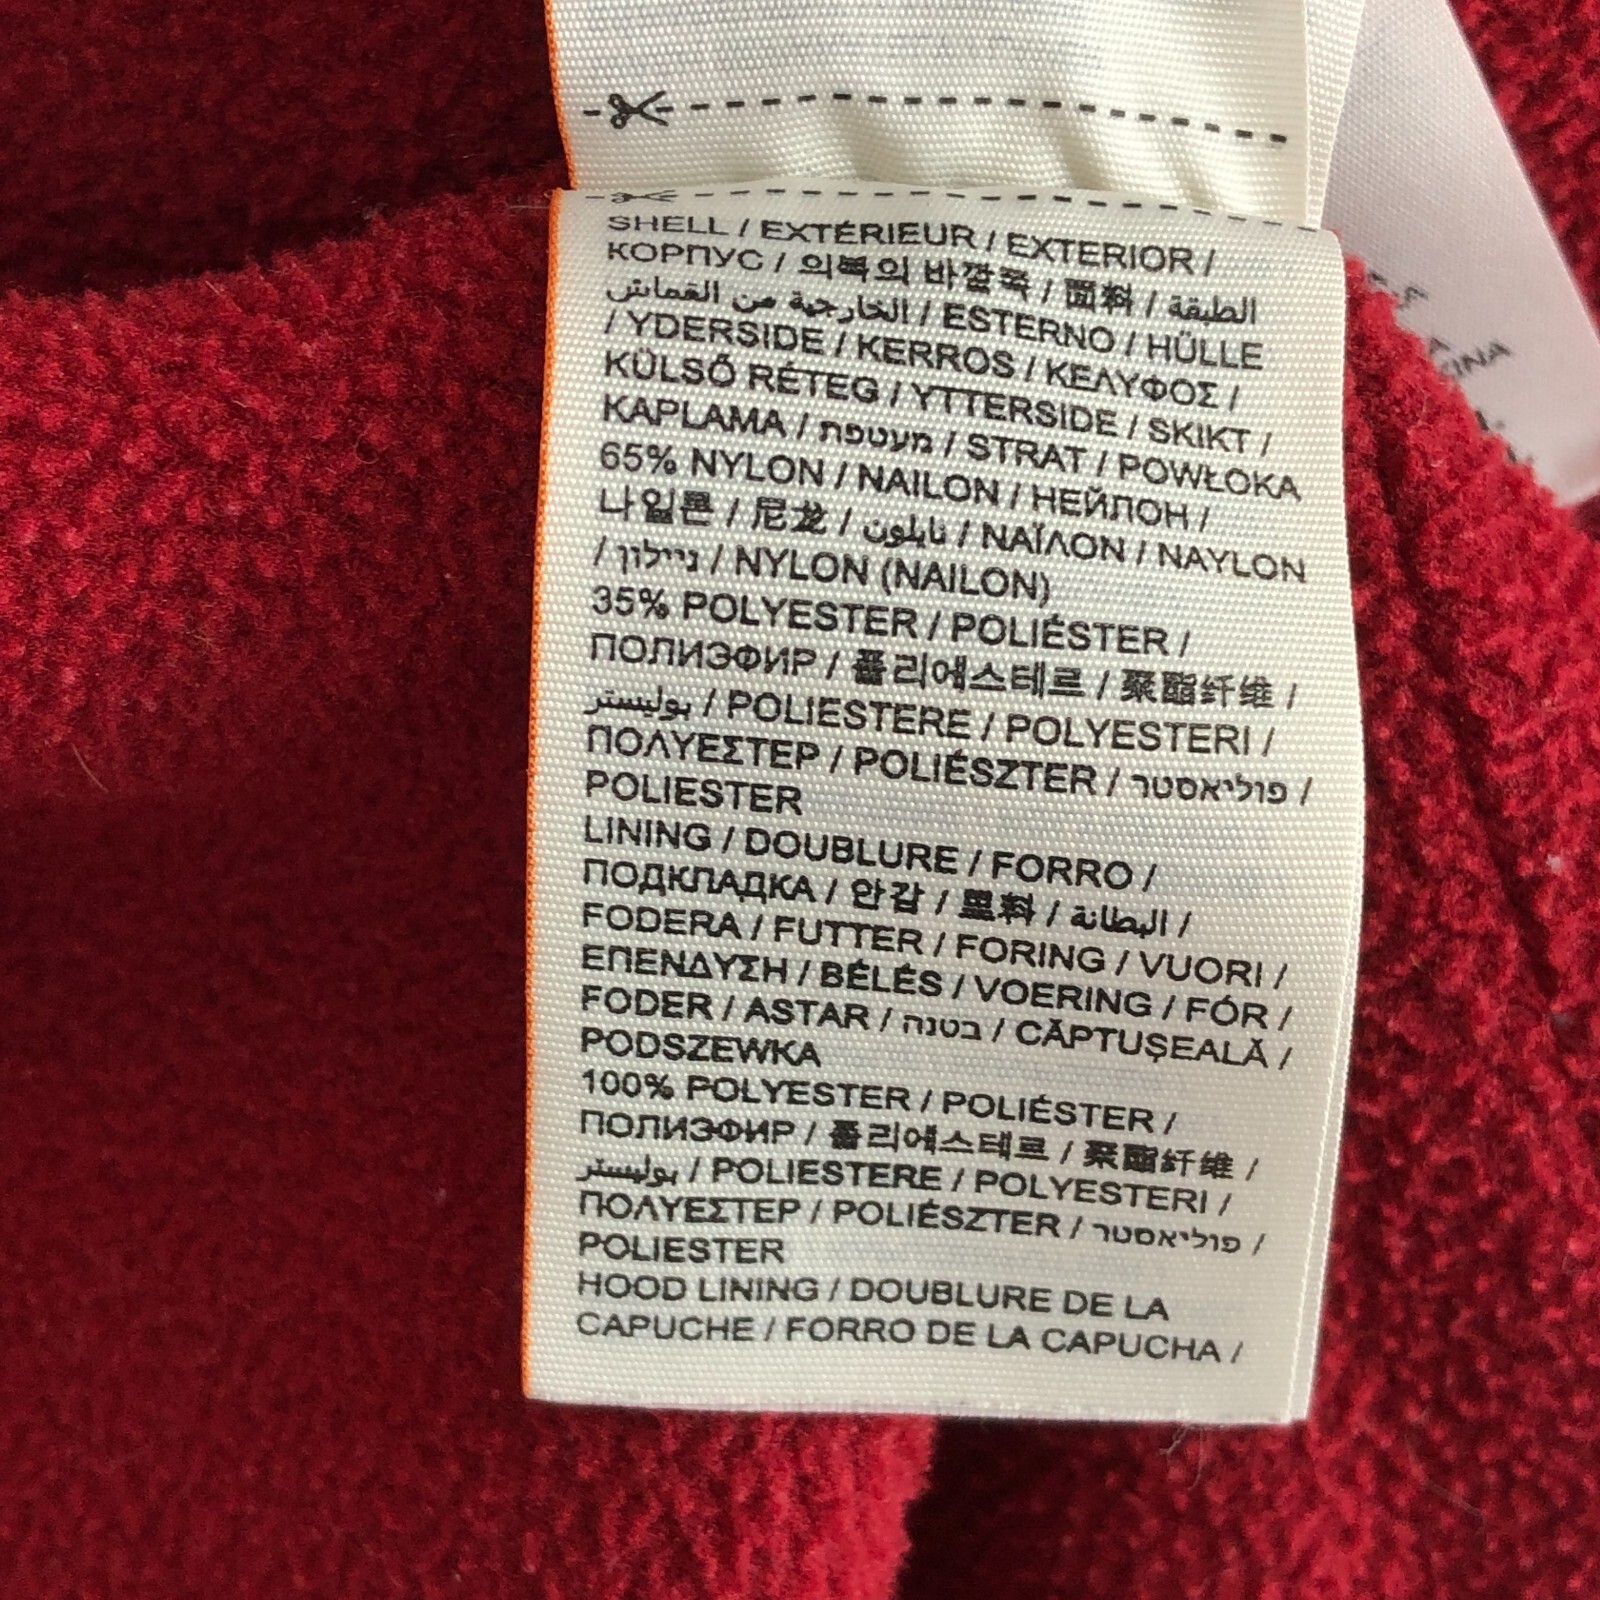 SHELL / EXTÉRIEUR / EXTERIOR /
КОРПУС / 의복의 바깥쪽 / 面料 / الطبقة
الخارجية من القماش / ESTERNO / HÜLLE
/ YDERSIDE / KERROS / ΚΕΛΥΦΟΣ /
KÜLSŐ RÉTEG / YTTERSIDE / SKIKT /
KAPLAMA / מעטפת / STRAT / POWŁOKA
65% NYLON / NAILON / НЕЙЛОН /
나일론 / 尼龙 / نايلون / ΝΑΪΛΟΝ / NAYLON
/ ניילון / NYLON (NAILON)
35% POLYESTER / POLIÉSTER /
ПОЛИЭФИР / 폴리에스테르 / 聚酯纤维 /
بوليستر / POLIESTERE / POLYESTERI /
ΠΟΛΥΕΣΤΕΡ / POLIÉSZTER / פוליאסטר /
POLIESTER
LINING / DOUBLURE / FORRO /
ПОДКЛАДКА / 안감 / 里料 / البطانة /
FODERA / FUTTER / FORING / VUORI /
ΕΠΕΝΔΥΣΗ / BÉLÉS / VOERING / FÓR /
FODER / ASTAR / בטנה / CĂPTUȘEALĂ /
PODSZEWKA
100% POLYESTER / POLIÉSTER /
ПОЛИЭФИР / 폴리에스테르 / 聚酯纤维 /
بوليستر / POLIESTERE / POLYESTERI /
ΠΟΛΥΕΣΤΕΡ / POLIÉSZTER / פוליאסטר /
POLIESTER
HOOD LINING / DOUBLURE DE LA
CAPUCHE / FORRO DE LA CAPUCHA /